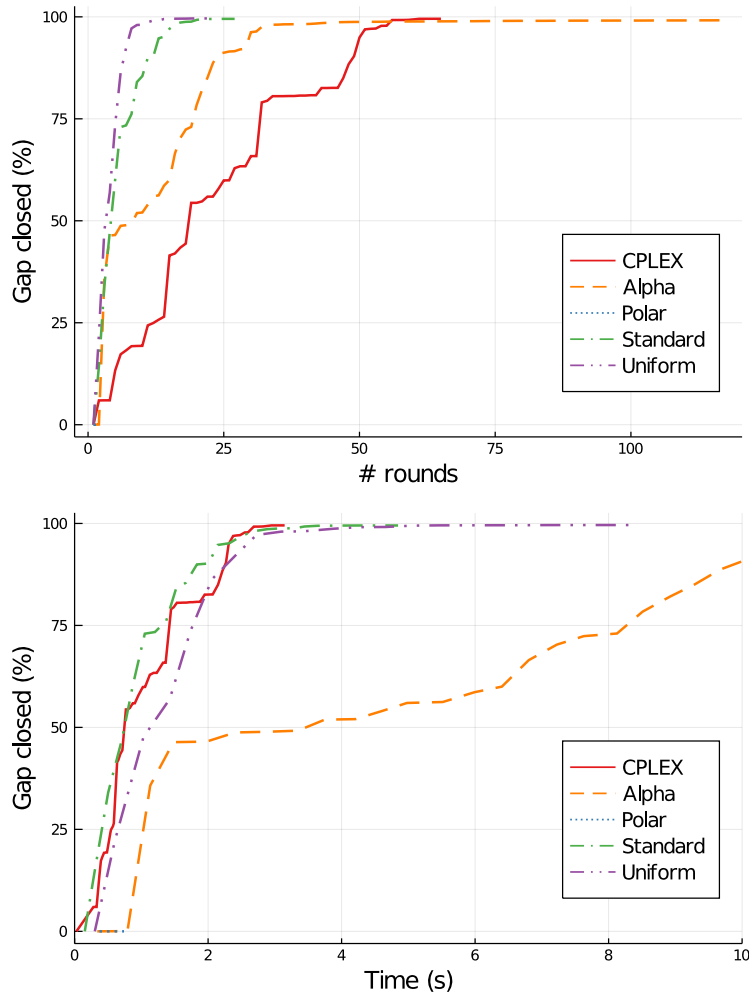 100
75
50
25
0
Gap closed (%)
0
25
50
75
100
# rounds
CPLEX
Alpha
Polar
Standard
Uniform
100
75
50
25
0
Gap closed (%)
0
2
4
6
8
10
Time (s)
CPLEX
Alpha
Polar
Standard
Uniform